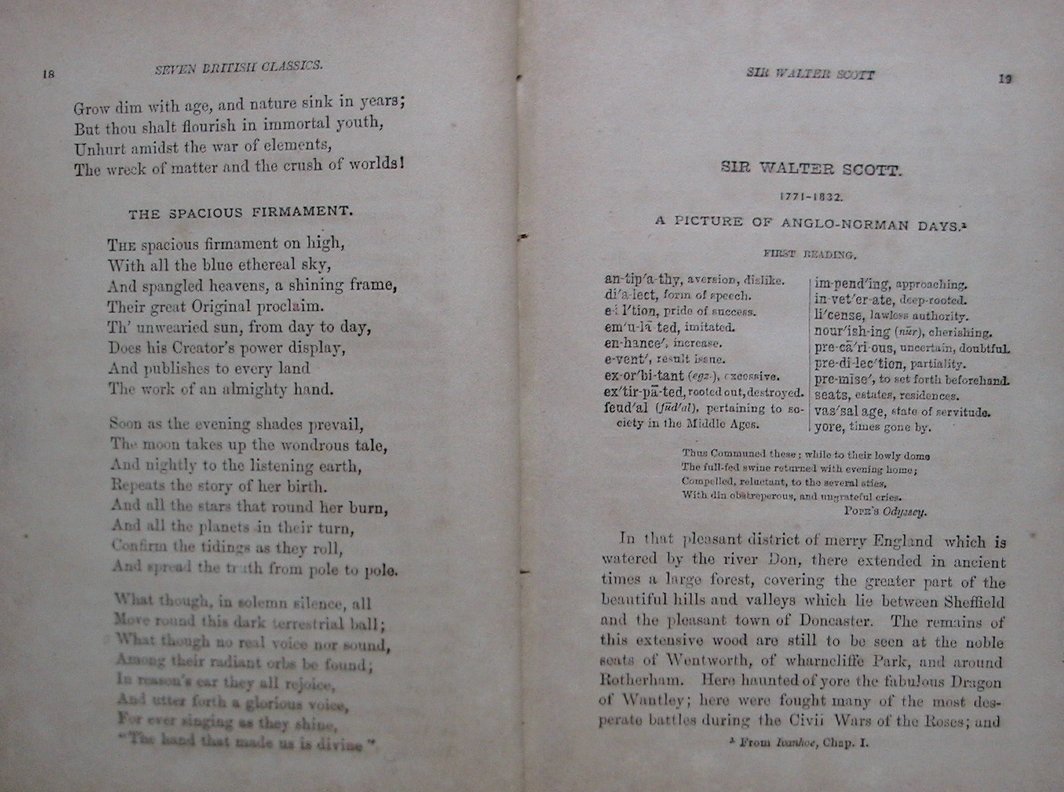 18
SEVEN BRITISH CLASSICS.
Grow dim with age, and nature sink in years;
But thou shalt flourish in immortal youth,
Unhurt amidst the war of elements,
The wreck of matter and the crush of worlds!
THE SPACIOUS FIRMAMENT.
THE spacious firmament on high,
With all the blue ethereal sky,
And spangled heavens, a shining frame,
Their great Original proclaim.
Th' unwearied sun, from day to day,
Does his Creator's power display,
And publishes to every land
The work of an almighty hand.
Soon as the evening shades prevail,
The moon takes up the wondrous tale,
And nightly to the listening earth,
Repeats the story of her birth.
And all the stars that round her burn,
And all the planets in their turn,
Confirm the tidings as they roll,
And spread the truth from pole to pole.
What though, in solemn silence, all
Move round this dark terrestrial ball;
What though no real voice nor sound,
Among their radiant orbs be found;
In reason's ear they all rejoice,
And utter forth a glorious voice,
For ever singing as they shine,
"The hand that made us is divine"
SIR WALTER SCOTT
19
SIR WALTER SCOTT.
1771-1832.
A PICTURE OF ANGLO-NORMAN DAYS.¹
FIRST READING.
an-tip'a-thy, aversion, dislike.
di'a-lect, form of speech.
e-l l'tion, pride of success.
em'u-lā ted, imitated.
en-hance', increase.
e-vent', result issue.
ex-or'bi-tant (egz-), excessive.
ex'tir-pā-ted, rooted out, destroyed.
feud'al (fūd'al), pertaining to so-
ciety in the Middle Ages.
im-pend'ing, approaching.
in-vet'er-ate, deep-rooted.
li'cense, lawless authority.
nour'ish-ing (nŭr), cherishing.
pre-cā'ri-ous, uncertain, doubtful.
pre-di-lec'tion, partiality.
pre-mise', to set forth beforehand.
seats, estates, residences.
vas'sal age, state of servitude.
yore, times gone by.
Thus Communed these; while to their lowly dome
The full-fed swine returned with evening home;
Compelled, reluctant, to the several sties,
With din obstreperous, and ungrateful cries.
POPE'S Odyssey.
In that pleasant district of merry England which is
watered by the river Don, there extended in ancient
times a large forest, covering the greater part of the
beautiful hills and valleys which lie between Sheffield
and the pleasant town of Doncaster. The remains of
this extensive wood are still to be seen at the noble
seats of Wentworth, of wharncliffe Park, and around
Rotherham. Here haunted of yore the fabulous Dragon
of Wantley; here were fought many of the most des-
perate battles during the Civil Wars of the Roses; and
¹ From Ivanhoe, Chap. I.